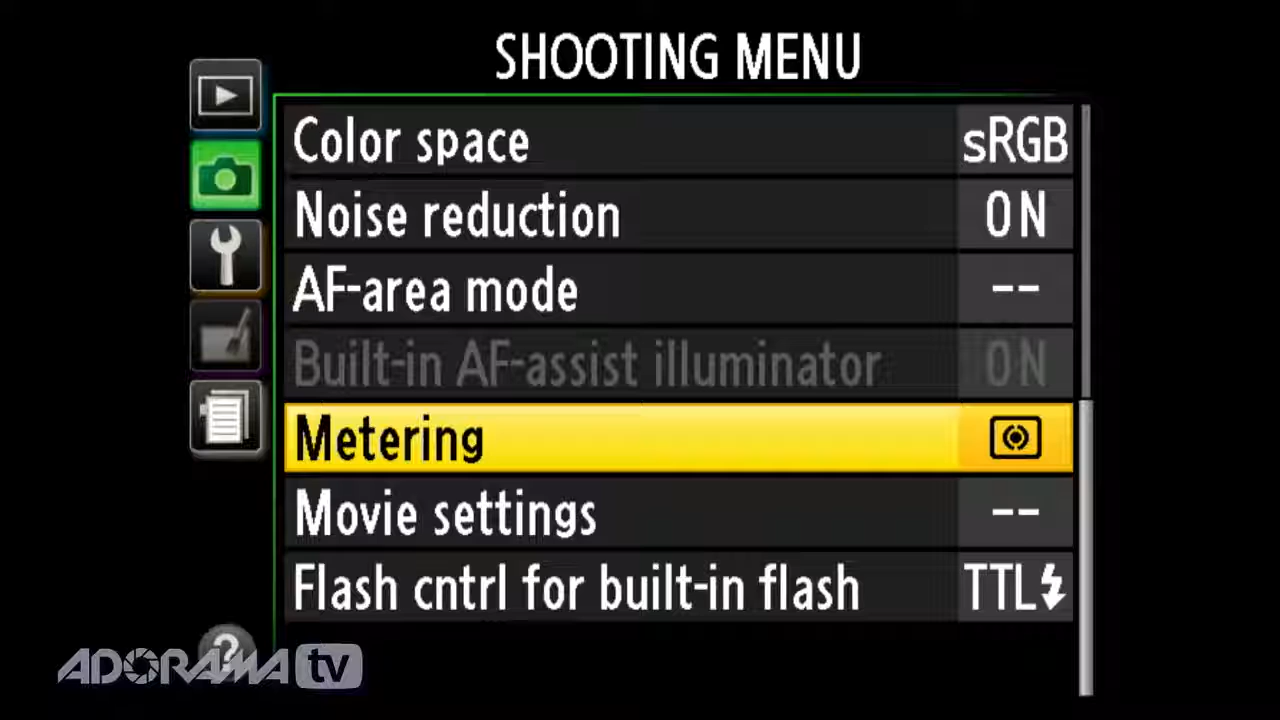 SHOOTING MENU
Color space sRGB
Noise reduction ON
AF-area mode --
Built-in AF-assist illuminator ON
Metering
Movie settings --
Flash cntrl for built-in flash TTL
?
ADORAMA tv